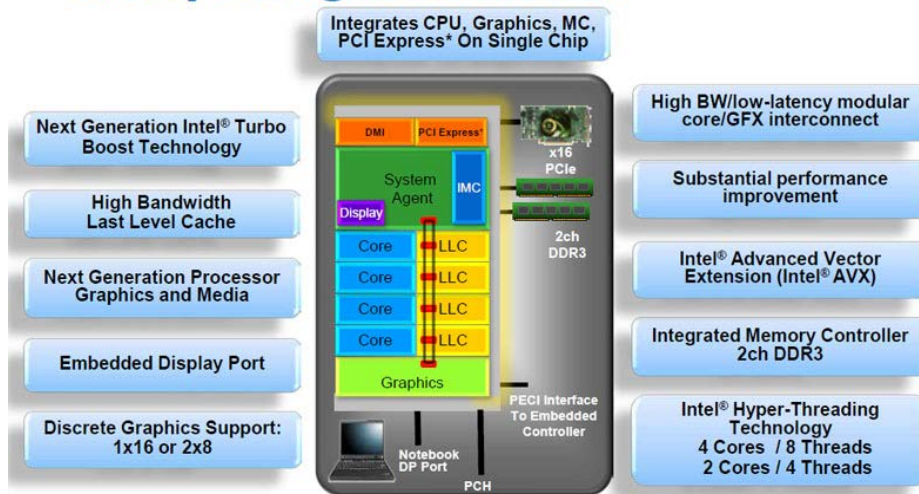 Integrates CPU, Graphics, MC,
PCI Express* On Single Chip
Next Generation Intel® Turbo
Boost Technology
High Bandwidth
Last Level Cache
Next Generation Processor
Graphics and Media
Embedded Display Port
Discrete Graphics Support:
1x16 or 2x8
DMI
PCI Express*
System
Agent
IMC
Display
Core
LLC
Core
LLC
Core
LLC
Core
LLC
Graphics
x16
PCIe
2ch
DDR3
PECI Interface
To Embedded
Controller
Notebook
DP Port
PCH
High BW/low-latency modular
core/GFX interconnect
Substantial performance
improvement
Intel® Advanced Vector
Extension (Intel® AVX)
Integrated Memory Controller
2ch DDR3
Intel® Hyper-Threading
Technology
4 Cores / 8 Threads
2 Cores / 4 Threads